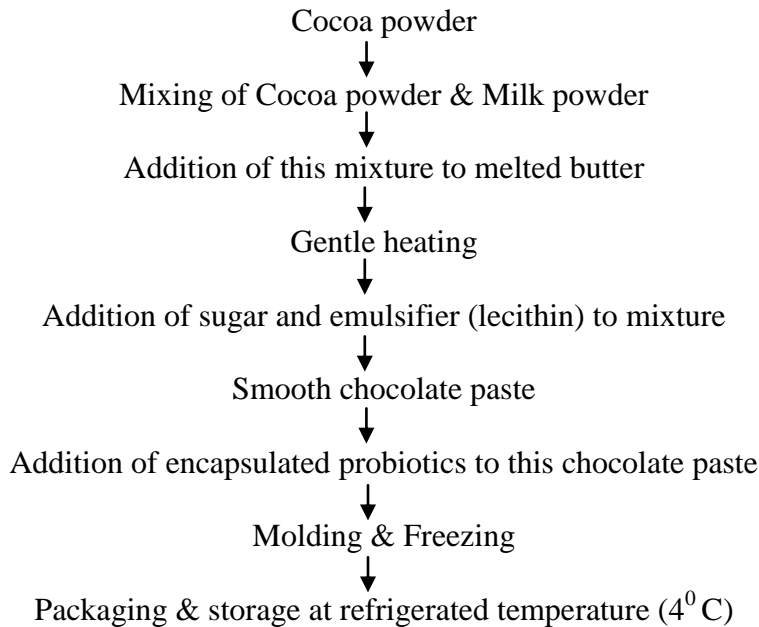 Cocoa powder
Mixing of Cocoa powder & Milk powder
Addition of this mixture to melted butter
Gentle heating
Addition of sugar and emulsifier (lecithin) to mixture
Smooth chocolate paste
Addition of encapsulated probiotics to this chocolate paste
Molding & Freezing
Packaging & storage at refrigerated temperature (4⁰ C)